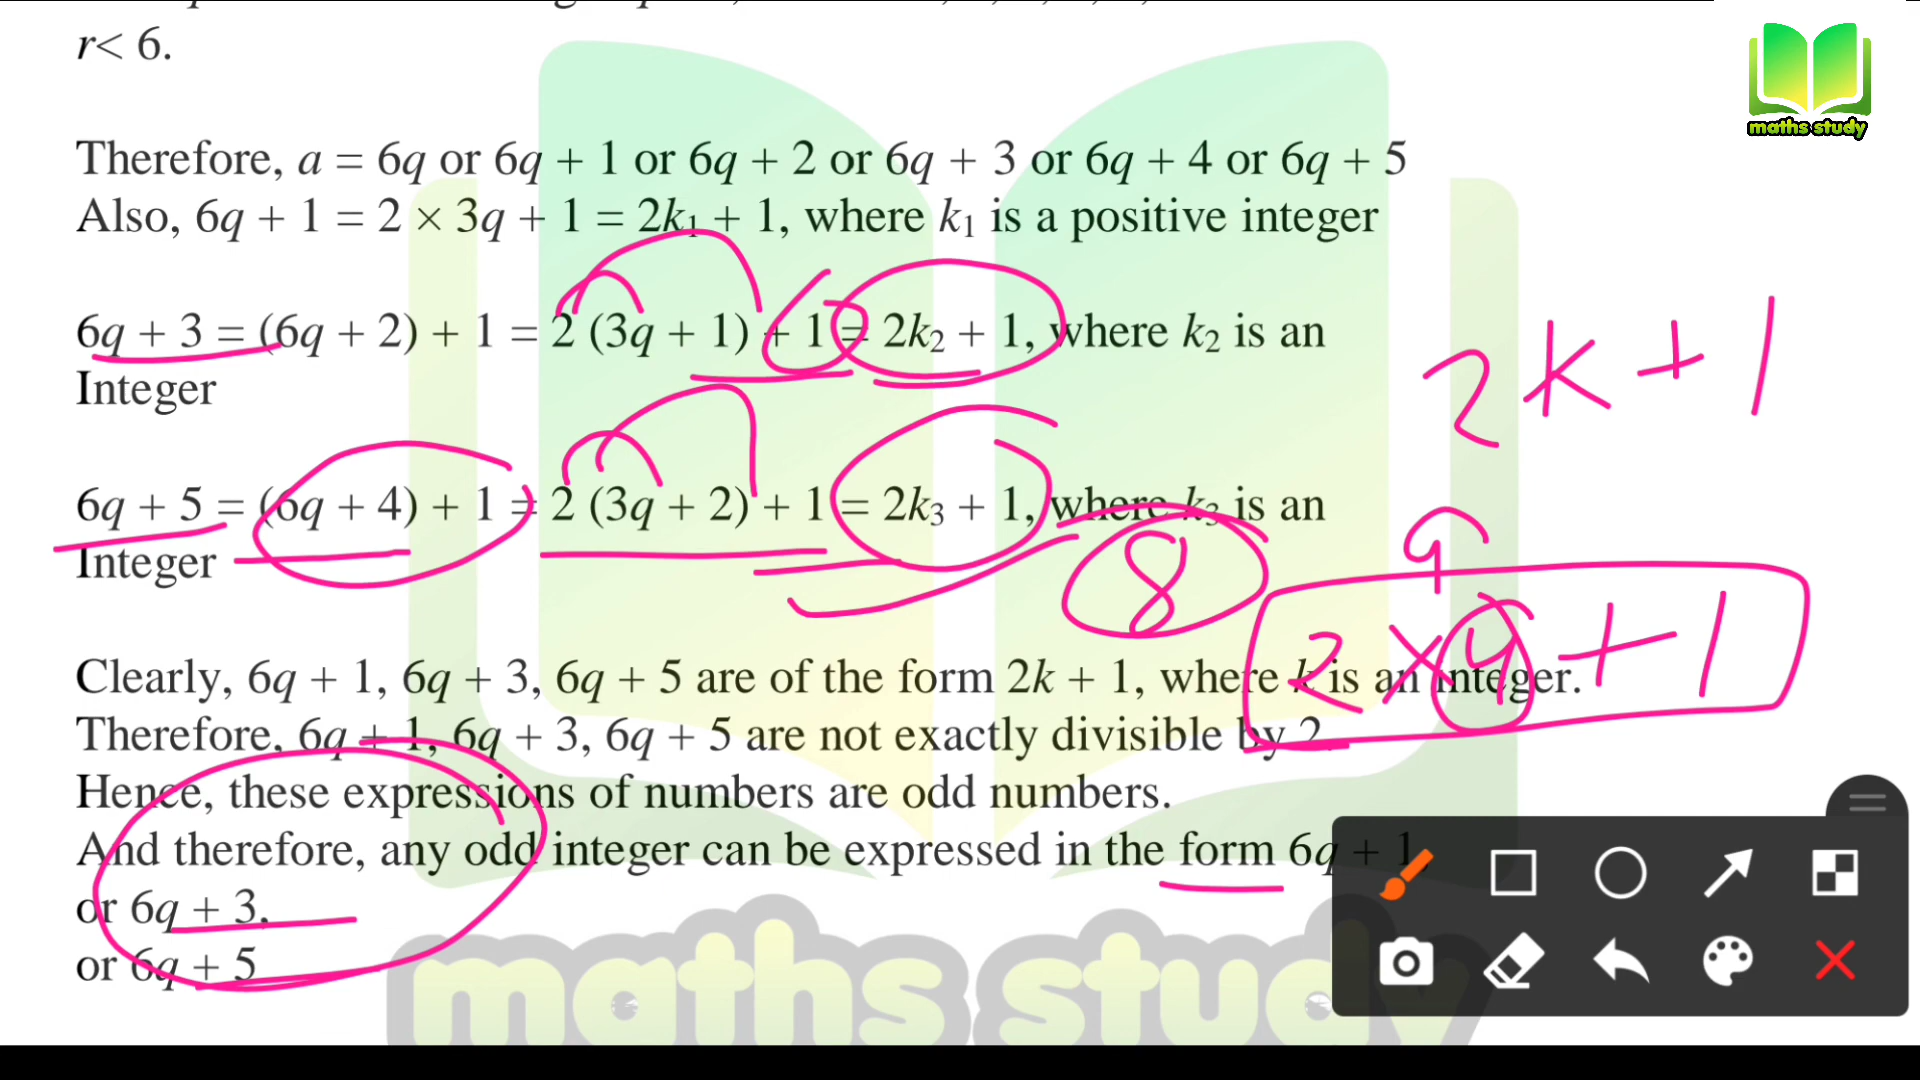 r< 6.
maths study
Therefore, a = 6q or 6q + 1 or 6q + 2 or 6q + 3 or 6q + 4 or 6q + 5
Also, 6q + 1 = 2 × 3q + 1 = 2k₁ + 1, where k₁ is a positive integer
6q + 3 = (6q + 2) + 1 = 2 (3q + 1) + 1 = 2k₂ + 1, where k₂ is an
Integer
2k+1
6q + 5 = (6q + 4) + 1 = 2 (3q + 2) + 1 = 2k₃ + 1, where k₃ is an
Integer
8
9
2×4+1
Clearly, 6q + 1, 6q + 3, 6q + 5 are of the form 2k + 1, where k is an integer.
Therefore, 6q + 1, 6q + 3, 6q + 5 are not exactly divisible by 2.
Hence, these expressions of numbers are odd numbers.
And therefore, any odd integer can be expressed in the form 6q + 1,
or 6q + 3,
or 6q + 5
maths study